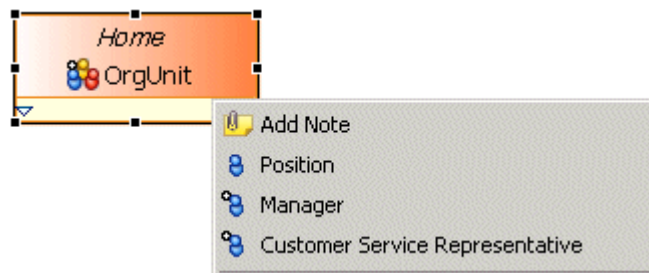 Home
OrgUnit
Add Note
Position
Manager
Customer Service Representative